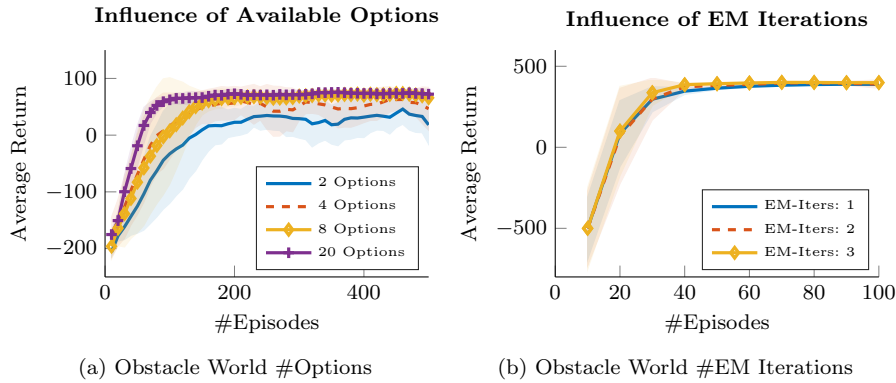 Influence of Available Options
100
0
−100
−200
Average Return
2 Options
4 Options
8 Options
20 Options
0
200
400
#Episodes
(a) Obstacle World #Options
Influence of EM Iterations
500
0
−500
Average Return
EM-Iters: 1
EM-Iters: 2
EM-Iters: 3
0
20
40
60
80
100
#Episodes
(b) Obstacle World #EM Iterations